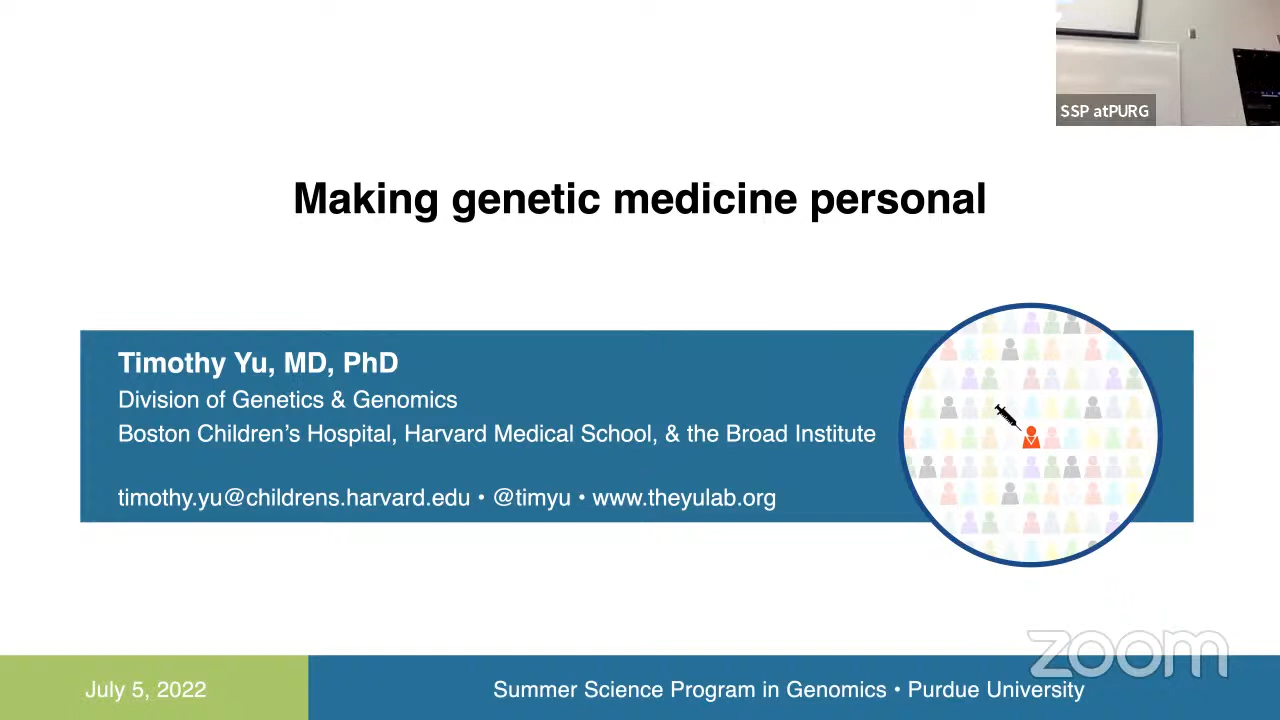 SSP atPURG
Making genetic medicine personal
Timothy Yu, MD, PhD
Division of Genetics & Genomics
Boston Children's Hospital, Harvard Medical School, & the Broad Institute
timothy.yu@childrens.harvard.edu • @timyu • www.theyulab.org
zoom
July 5, 2022
Summer Science Program in Genomics • Purdue University